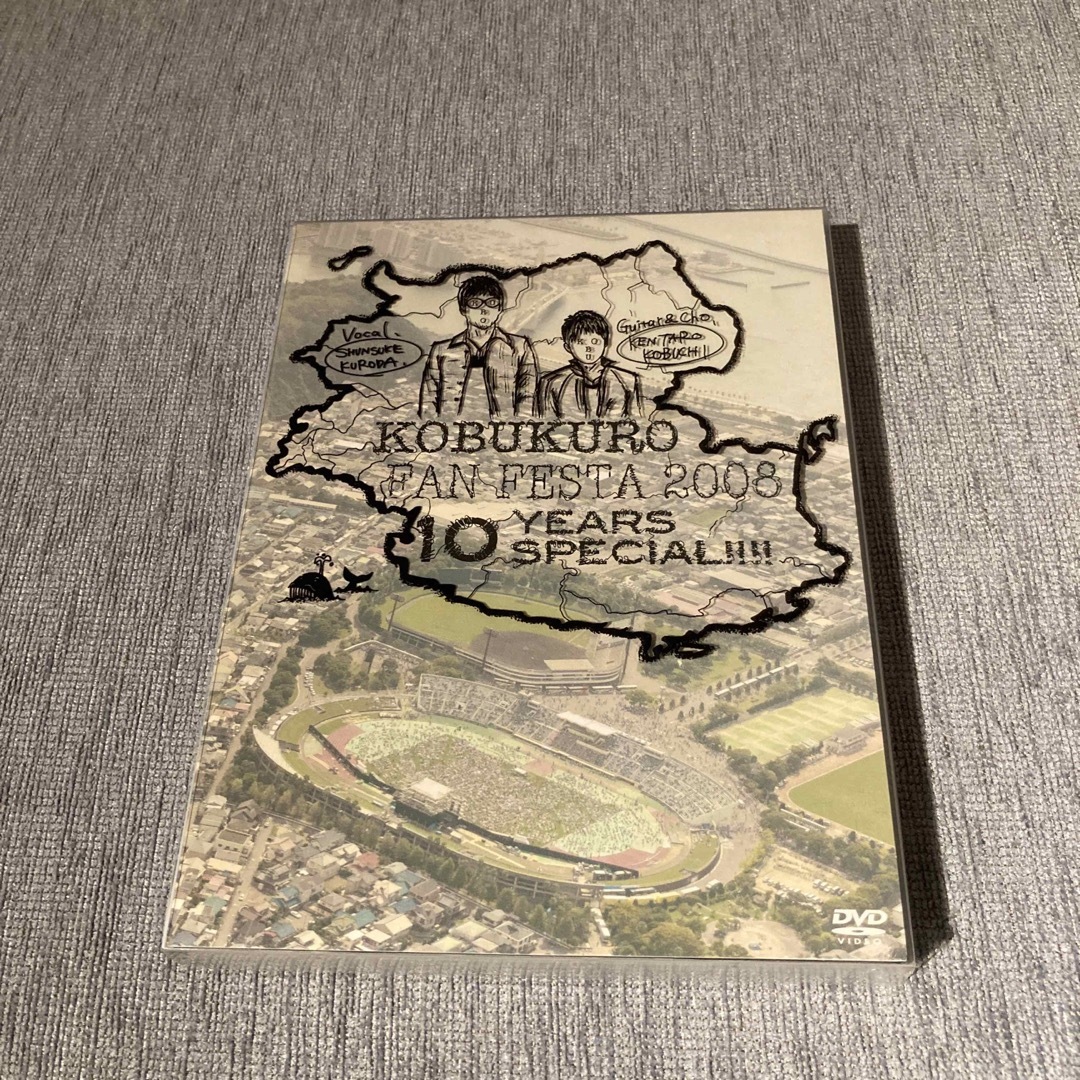 Vocal.
SHUNSUKE
KURODA.
Guitar & Cho.
KENTARO
KOBUCHI!!
KOBUKURO
FAN FESTA 2008
10 YEARS
SPECIAL!!!!
DVD
VIDEO